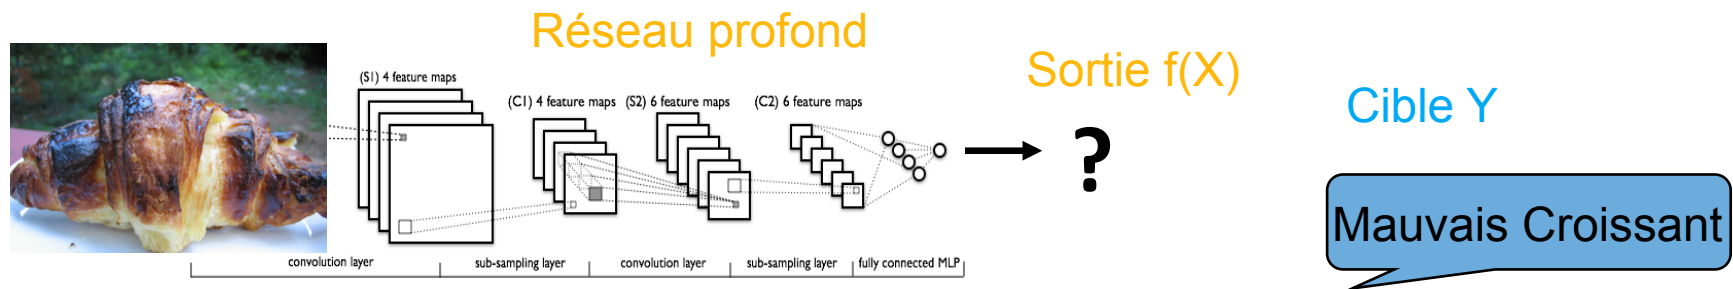 Réseau profond
Sortie f(X)
Cible Y
(S1) 4 feature maps
(C1) 4 feature maps
(S2) 6 feature maps
(C2) 6 feature maps
?
Mauvais Croissant
convolution layer
sub-sampling layer
convolution layer
sub-sampling layer
fully connected MLP